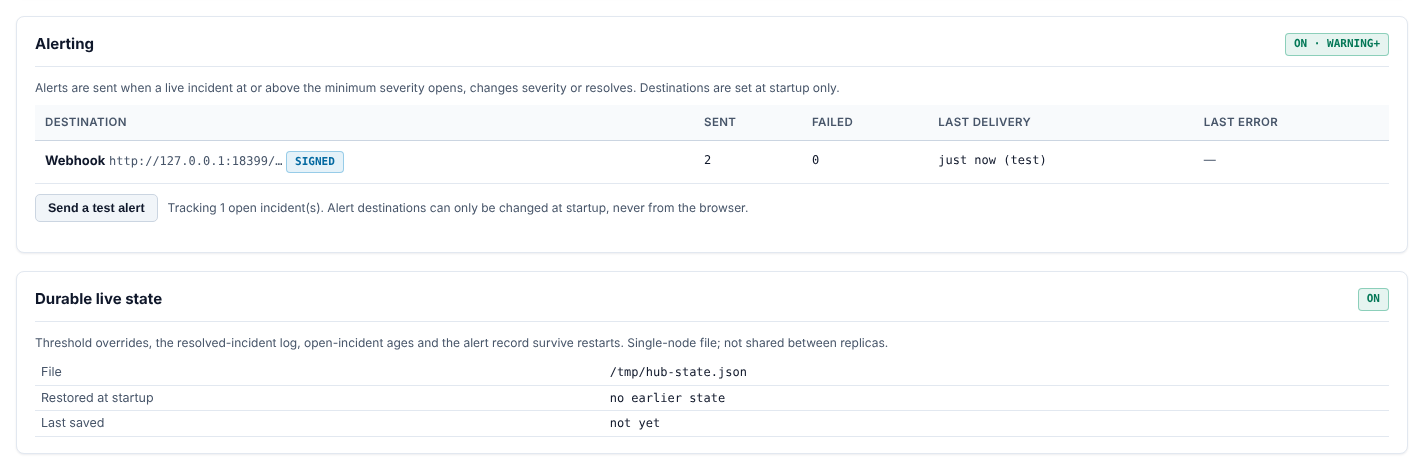 Alerting
ON · WARNING+
Alerts are sent when a live incident at or above the minimum severity opens, changes severity or resolves. Destinations are set at startup only.
DESTINATION SENT FAILED LAST DELIVERY LAST ERROR
Webhook http://127.0.0.1:18399/… SIGNED 2 0 just now (test) —
Send a test alert Tracking 1 open incident(s). Alert destinations can only be changed at startup, never from the browser.
Durable live state
ON
Threshold overrides, the resolved-incident log, open-incident ages and the alert record survive restarts. Single-node file; not shared between replicas.
File /tmp/hub-state.json
Restored at startup no earlier state
Last saved not yet